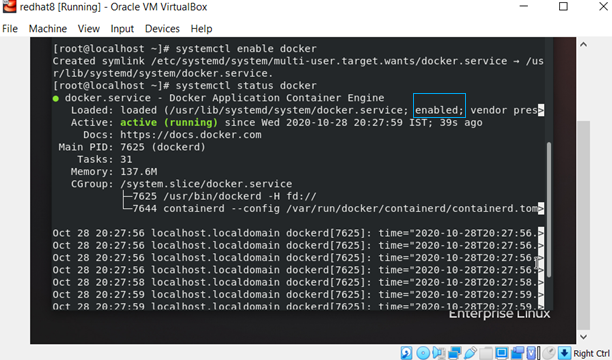 redhat8 [Running] - Oracle VM VirtualBox
File Machine View Input Devices Help
[root@localhost ~]# systemctl enable docker
Created symlink /etc/systemd/system/multi-user.target.wants/docker.service → /us
r/lib/systemd/system/docker.service.
[root@localhost ~]# systemctl status docker
● docker.service - Docker Application Container Engine
Loaded: loaded (/usr/lib/systemd/system/docker.service; enabled; vendor pres>
Active: active (running) since Wed 2020-10-28 20:27:59 IST; 39s ago
Docs: https://docs.docker.com
Main PID: 7625 (dockerd)
Tasks: 31
Memory: 137.6M
CGroup: /system.slice/docker.service
├─7625 /usr/bin/dockerd -H fd://
└─7644 containerd --config /var/run/docker/containerd/containerd.tom>
Oct 28 20:27:56 localhost.localdomain dockerd[7625]: time="2020-10-28T20:27:56.>
Oct 28 20:27:56 localhost.localdomain dockerd[7625]: time="2020-10-28T20:27:56.>
Oct 28 20:27:56 localhost.localdomain dockerd[7625]: time="2020-10-28T20:27:56.>
Oct 28 20:27:56 localhost.localdomain dockerd[7625]: time="2020-10-28T20:27:56.>
Oct 28 20:27:58 localhost.localdomain dockerd[7625]: time="2020-10-28T20:27:58.>
Oct 28 20:27:59 localhost.localdomain dockerd[7625]: time="2020-10-28T20:27:59.>
Oct 28 20:27:59 localhost.localdomain dockerd[7625]: time="2020-10-28T20:27:59.>
Enterprise Linux
Right Ctrl